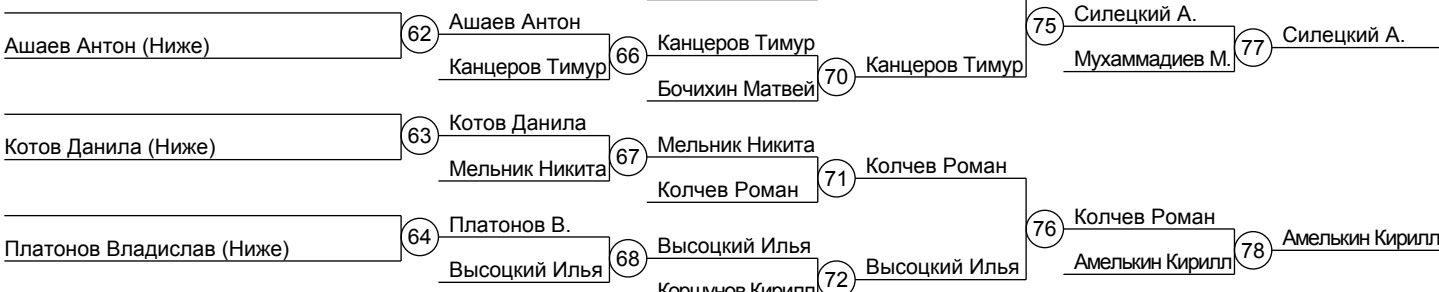 Ашаев Антон (Ниже)
62
Ашаев Антон
Канцеров Тимур
66
Канцеров Тимур
Бочихин Матвей
70
Канцеров Тимур
75
Силецкий А.
Мухаммадиев М.
77
Силецкий А.
Котов Данила (Ниже)
63
Котов Данила
Мельник Никита
67
Мельник Никита
Колчев Роман
71
Колчев Роман
Платонов Владислав (Ниже)
64
Платонов В.
Высоцкий Илья
68
Высоцкий Илья
Коршунов Кирилл
72
Высоцкий Илья
76
Колчев Роман
Амелькин Кирилл
78
Амелькин Кирилл